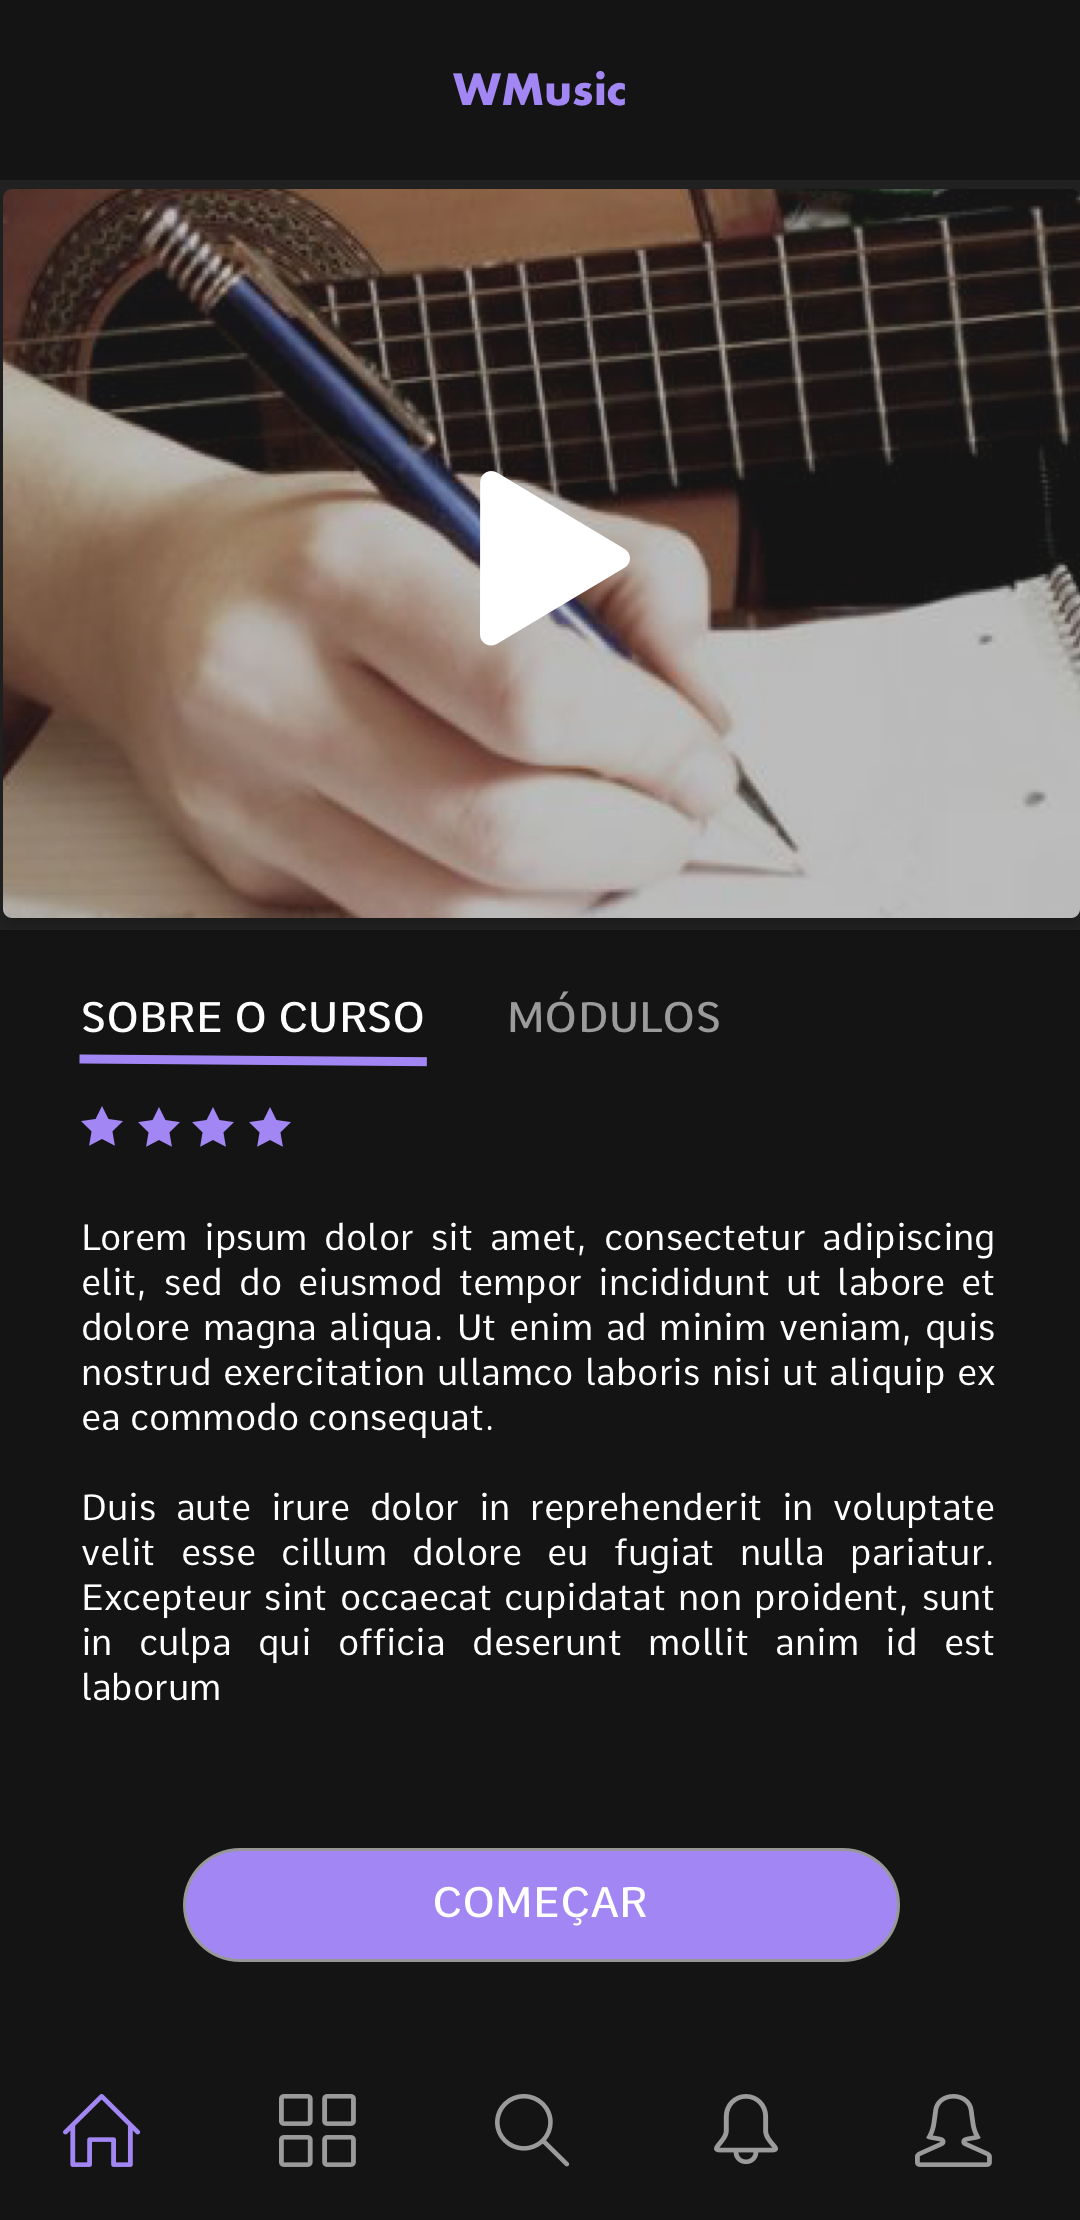 WMusic
SOBRE O CURSO MÓDULOS
Lorem ipsum dolor sit amet, consectetur adipiscing
elit, sed do eiusmod tempor incididunt ut labore et
dolore magna aliqua. Ut enim ad minim veniam, quis
nostrud exercitation ullamco laboris nisi ut aliquip ex
ea commodo consequat.
Duis aute irure dolor in reprehenderit in voluptate
velit esse cillum dolore eu fugiat nulla pariatur.
Excepteur sint occaecat cupidatat non proident, sunt
in culpa qui officia deserunt mollit anim id est
laborum
COMEÇAR